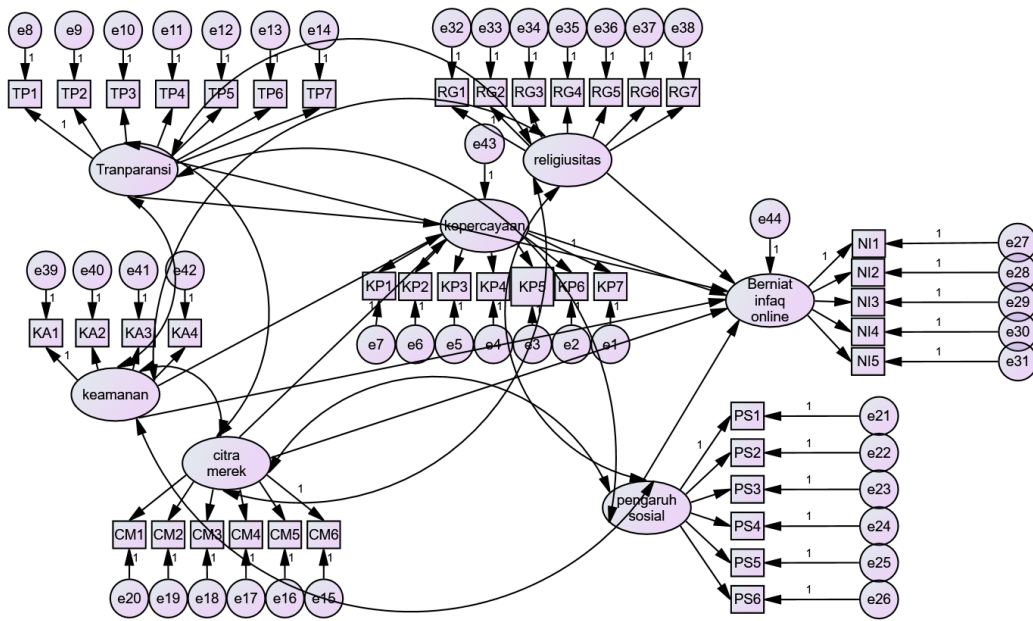 e8 e9 e10 e11 e12 e13 e14
1 1 1 1 1 1 1
TP1 TP2 TP3 TP4 TP5 TP6 TP7
1
Tranparansi
e32 e33 e34 e35 e36 e37 e38
1 1 1 1 1 1 1
RG1 RG2 RG3 RG4 RG5 RG6 RG7
1
religiusitas
e43
1
kopercayaan
1
KP1 KP2 KP3 KP4 KP5 KP6 KP7
1 1 1 1 1 1 1
e7 e6 e5 e4 e3 e2 e1
e44
1
Berniat
infaq
online
1
NI1 1 e27
NI2 1 e28
NI3 1 e29
NI4 1 e30
NI5 1 e31
e39 e40 e41 e42
1 1 1 1
KA1 KA2 KA3 KA4
1
keamanan
citra
merek
1
CM1 CM2 CM3 CM4 CM5 CM6
1 1 1 1 1 1
e20 e19 e18 e17 e16 e15
pengaruh
sosial
1
PS1 1 e21
PS2 1 e22
PS3 1 e23
PS4 1 e24
PS5 1 e25
PS6 1 e26